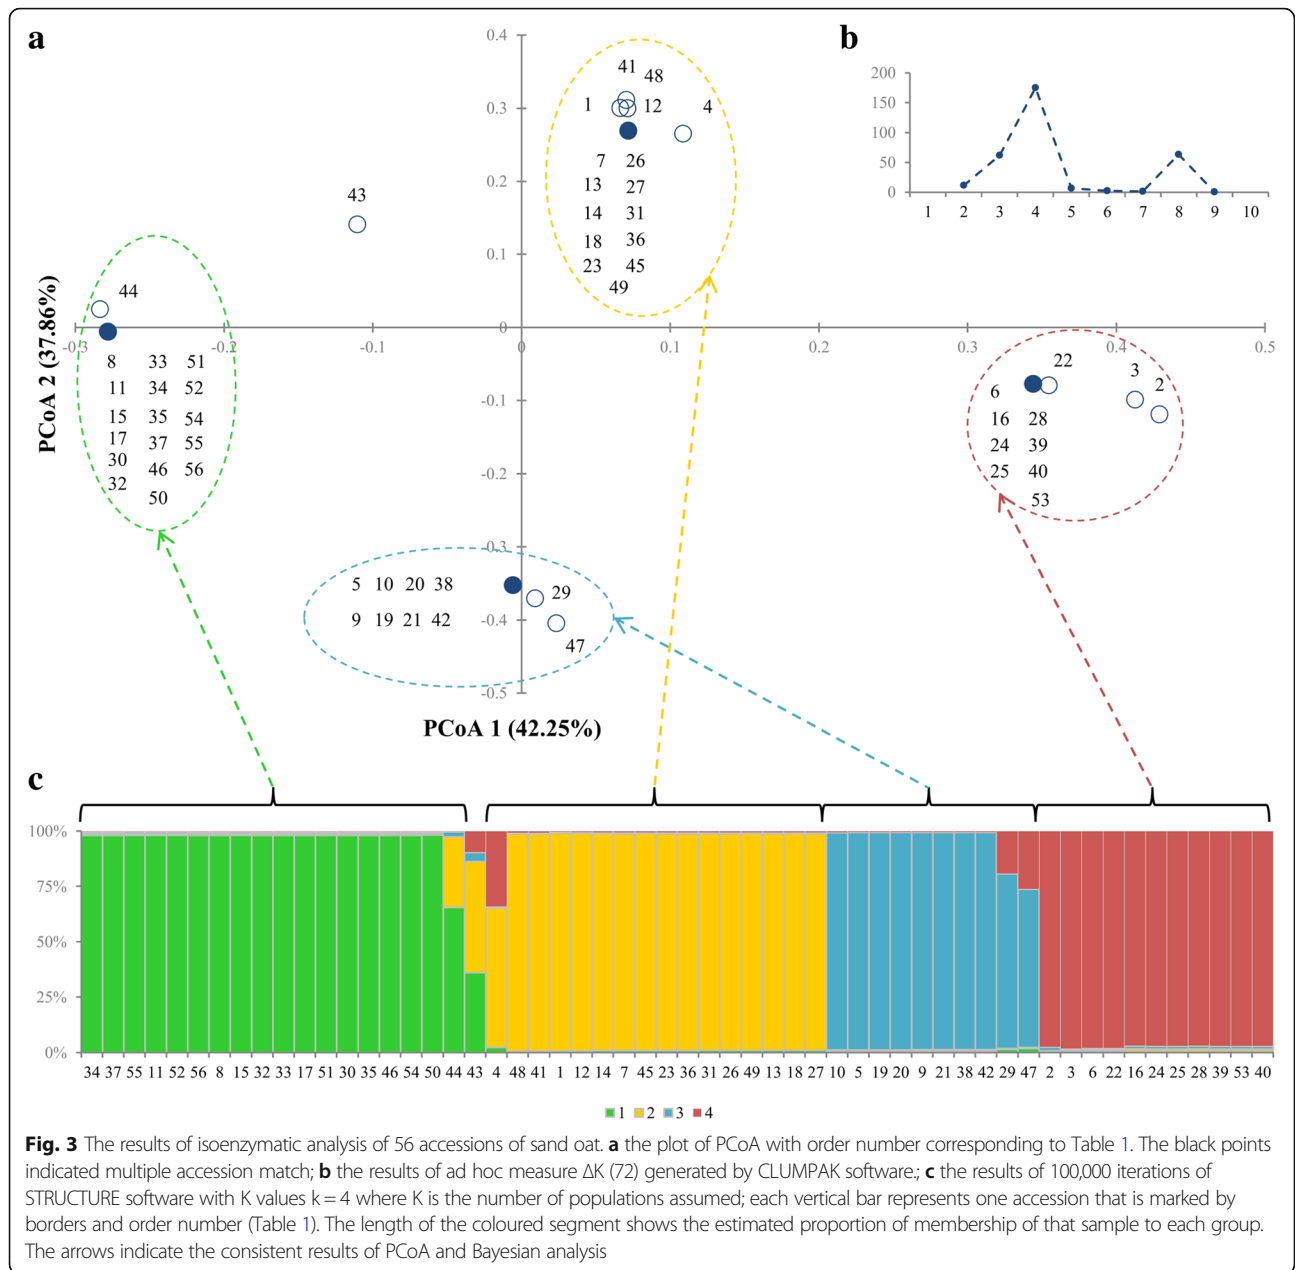 a
b
0.4
0.3
0.2
0.1
0
-0.1
-0.2
-0.3
-0.4
-0.5
-0.3
-0.2
-0.1
0.1
0.2
0.3
0.4
0.5
PCoA 2 (37.86%)
PCoA 1 (42.25%)
41 48
1 12 4
7 26
13 27
14 31
18 36
23 45
49
43
44
8 33 51
11 34 52
15 35 54
17 37 55
30 46 56
32 50
22 3 2
6
16 28
24 39
25 40
53
5 10 20 38 29
9 19 21 42
47
200
150
100
50
0
1 2 3 4 5 6 7 8 9 10
c
100%
75%
50%
25%
0%
34 37 55 11 52 56 8 15 32 33 17 51 30 35 46 54 50 44 43 4 48 41 1 12 14 7 45 23 36 31 26 49 13 18 27 10 5 19 20 9 21 38 42 29 47 2 3 6 22 16 24 25 28 39 53 40
1 2 3 4
Fig. 3 The results of isoenzymatic analysis of 56 accessions of sand oat. a the plot of PCoA with order number corresponding to Table 1. The black points
indicated multiple accession match; b the results of ad hoc measure ΔK (72) generated by CLUMPAK software.; c the results of 100,000 iterations of
STRUCTURE software with K values k = 4 where K is the number of populations assumed; each vertical bar represents one accession that is marked by
borders and order number (Table 1). The length of the coloured segment shows the estimated proportion of membership of that sample to each group.
The arrows indicate the consistent results of PCoA and Bayesian analysis